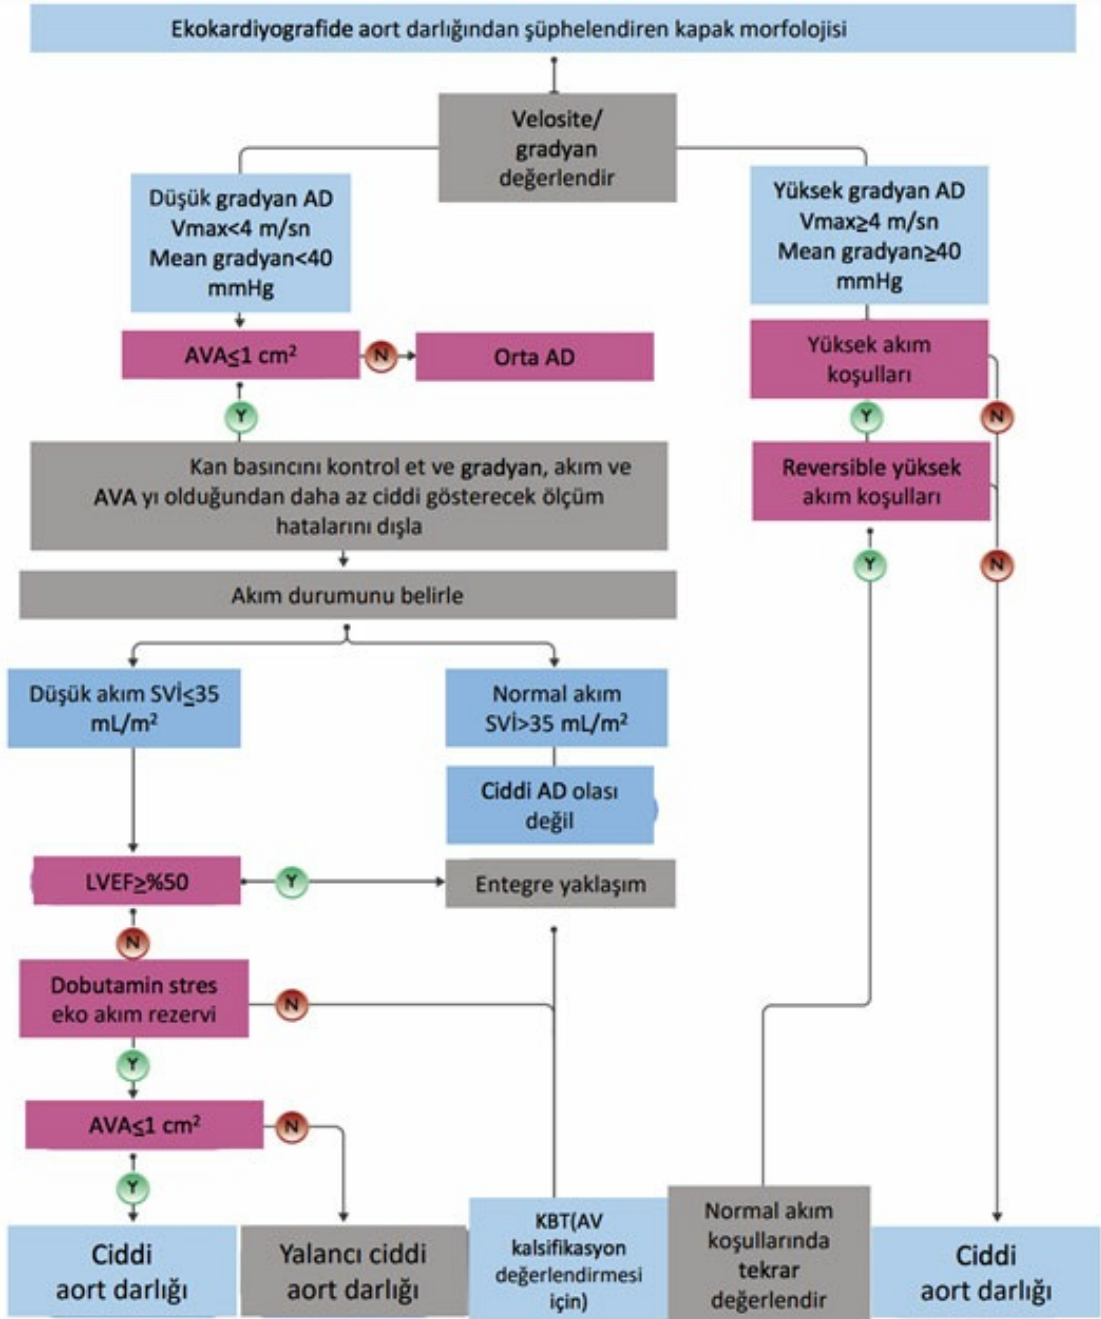 Ekokardiyografide aort darlığından şüphelendiren kapak morfolojisi
Velosite/
gradyan
değerlendir
Düşük gradyan AD
Vmax<4 m/sn
Mean gradyan<40
mmHg
Yüksek gradyan AD
Vmax≥4 m/sn
Mean gradyan≥40
mmHg
AVA≤1 cm²
N
Orta AD
Yüksek akım
koşulları
Y
Y
N
Kan basıncını kontrol et ve gradyan, akım ve
AVA yı olduğundan daha az ciddi gösterecek ölçüm
hatalarını dışla
Reversible yüksek
akım koşulları
Y
N
Akım durumunu belirle
Düşük akım SVİ≤35
mL/m²
Normal akım
SVİ>35 mL/m²
Ciddi AD olası
değil
LVEF≥%50
Y
Entegre yaklaşım
N
Dobutamin stres
eko akım rezervi
N
Y
AVA≤1 cm²
N
Y
Ciddi
aort darlığı
Yalancı ciddi
aort darlığı
KBT(AV
kalsifikasyon
değerlendirmesi
için)
Normal akım
koşullarında
tekrar
değerlendir
Ciddi
aort darlığı